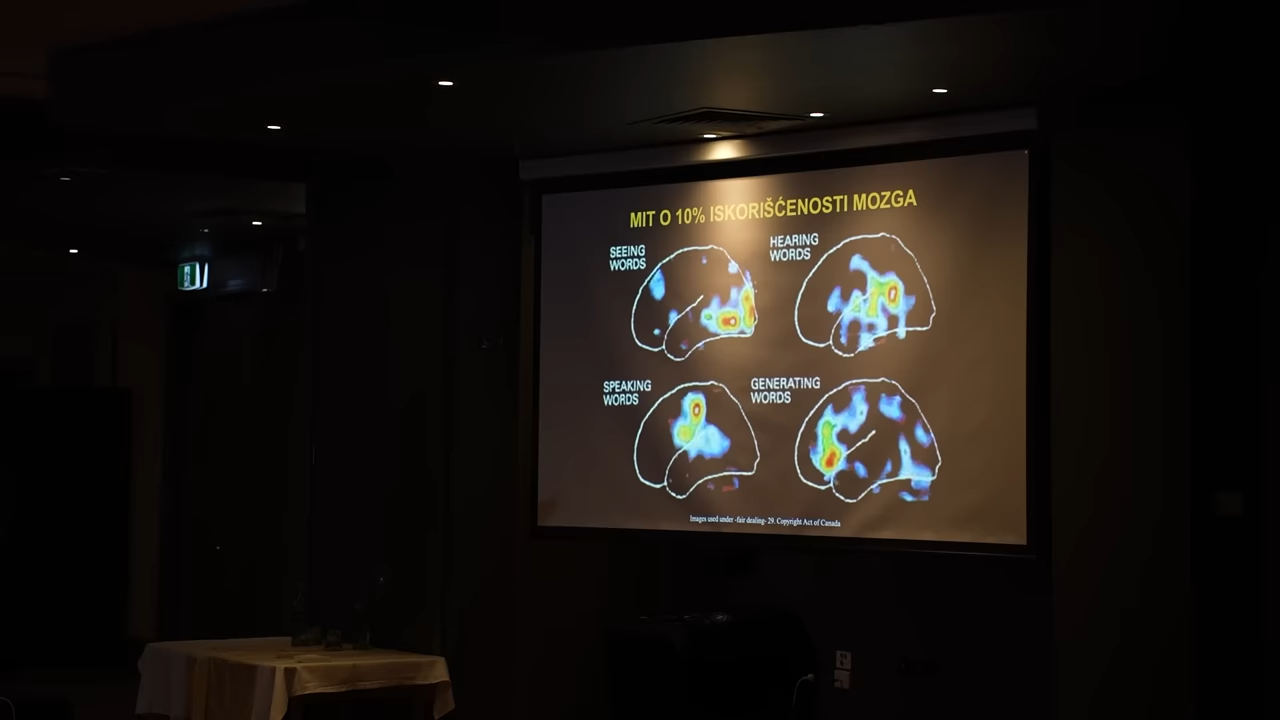 MIT O 10% ISKORIŠĆENOSTI MOZGA
SEEING
WORDS
HEARING
WORDS
SPEAKING
WORDS
GENERATING
WORDS
Images used under -fair dealing- 29. Copyright Act of Canada